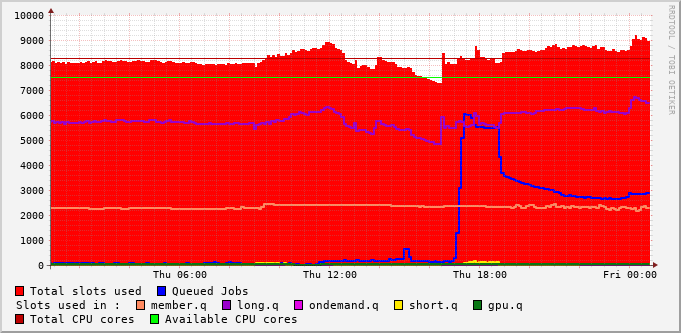 RRDTOOL / TOBI OETIKER
10000
9000
8000
7000
6000
5000
4000
3000
2000
1000
0
Thu 06:00 Thu 12:00 Thu 18:00 Fri 00:00
Total slots used Queued Jobs
Slots used in : member.q long.q ondemand.q short.q gpu.q
Total CPU cores Available CPU cores